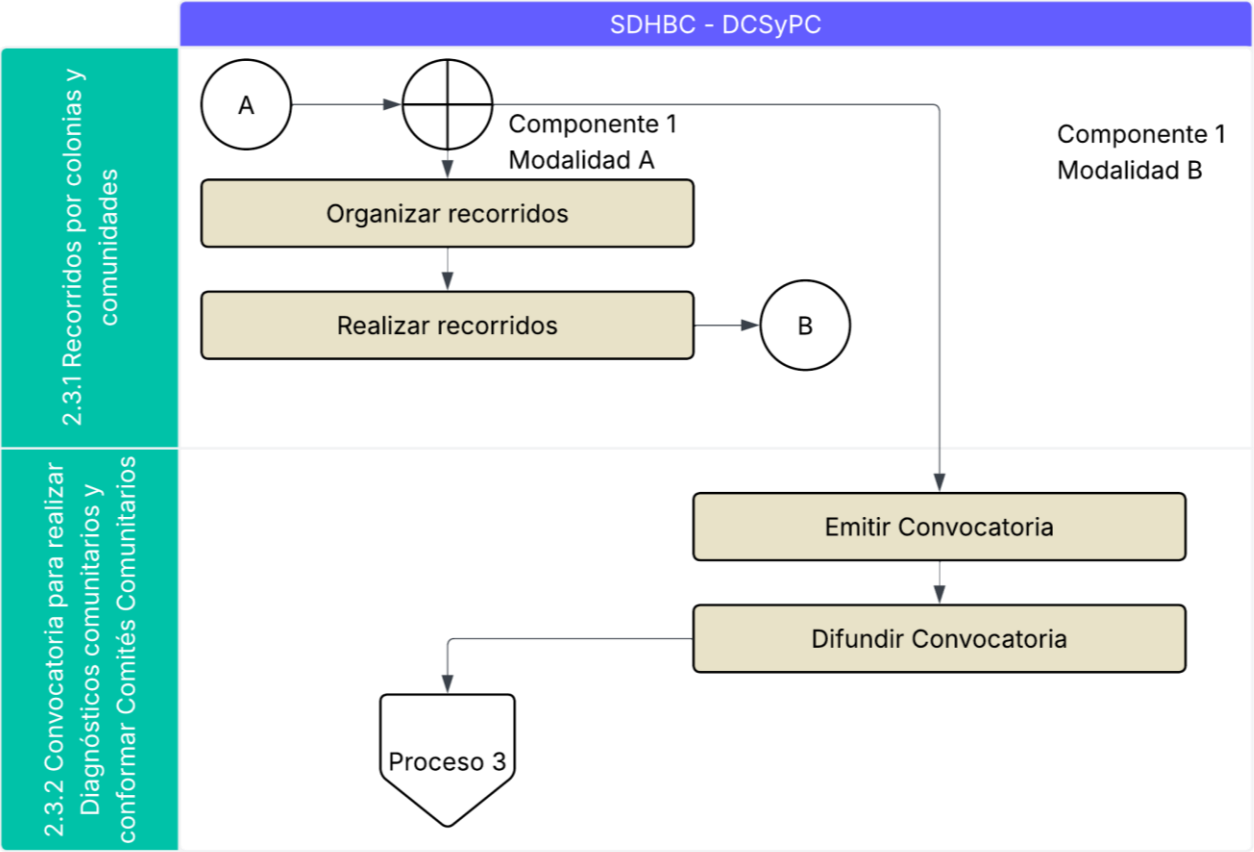 SDHBC - DCSyPC
2.3.1 Recorridos por colonias y
comunidades
A
Componente 1
Modalidad A
Componente 1
Modalidad B
Organizar recorridos
Realizar recorridos
B
2.3.2 Convocatoria para realizar
Diagnósticos comunitarios y
conformar Comités Comunitarios
Emitir Convocatoria
Difundir Convocatoria
Proceso 3